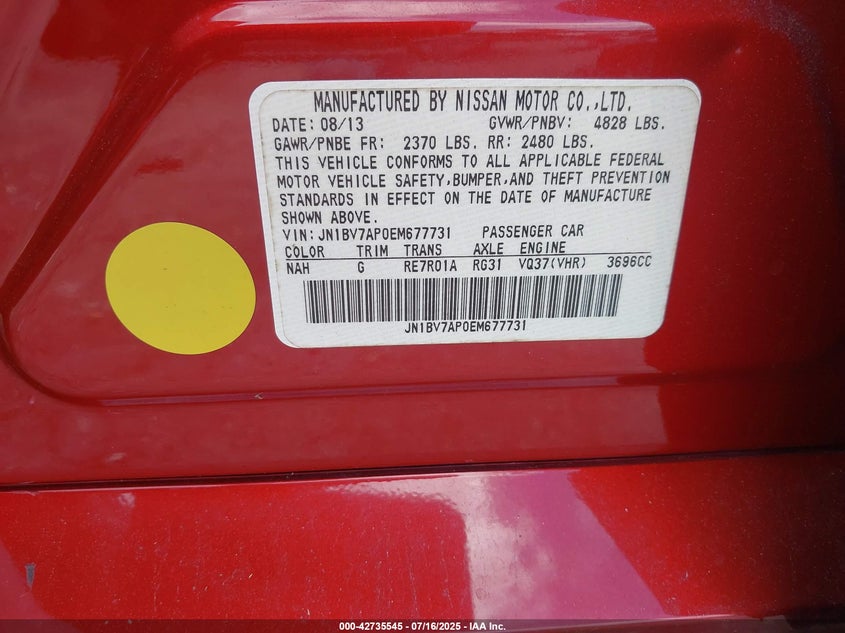 MANUFACTURED BY NISSAN MOTOR CO.,LTD.
DATE: 08/13 GVWR/PNBV: 4828 LBS.
GAWR/PNBE FR: 2370 LBS. RR: 2480 LBS.
THIS VEHICLE CONFORMS TO ALL APPLICABLE FEDERAL
MOTOR VEHICLE SAFETY,BUMPER,AND THEFT PREVENTION
STANDARDS IN EFFECT ON THE DATE OF MANUFACTURE
SHOWN ABOVE.
VIN: JN1BV7AP0EM677731 PASSENGER CAR
COLOR TRIM TRANS AXLE ENGINE
NAH G RE7R01A RG31 VQ37(VHR) 3696CC
JN1BV7AP0EM677731
000-42735545 - 07/16/2025 - IAA Inc.